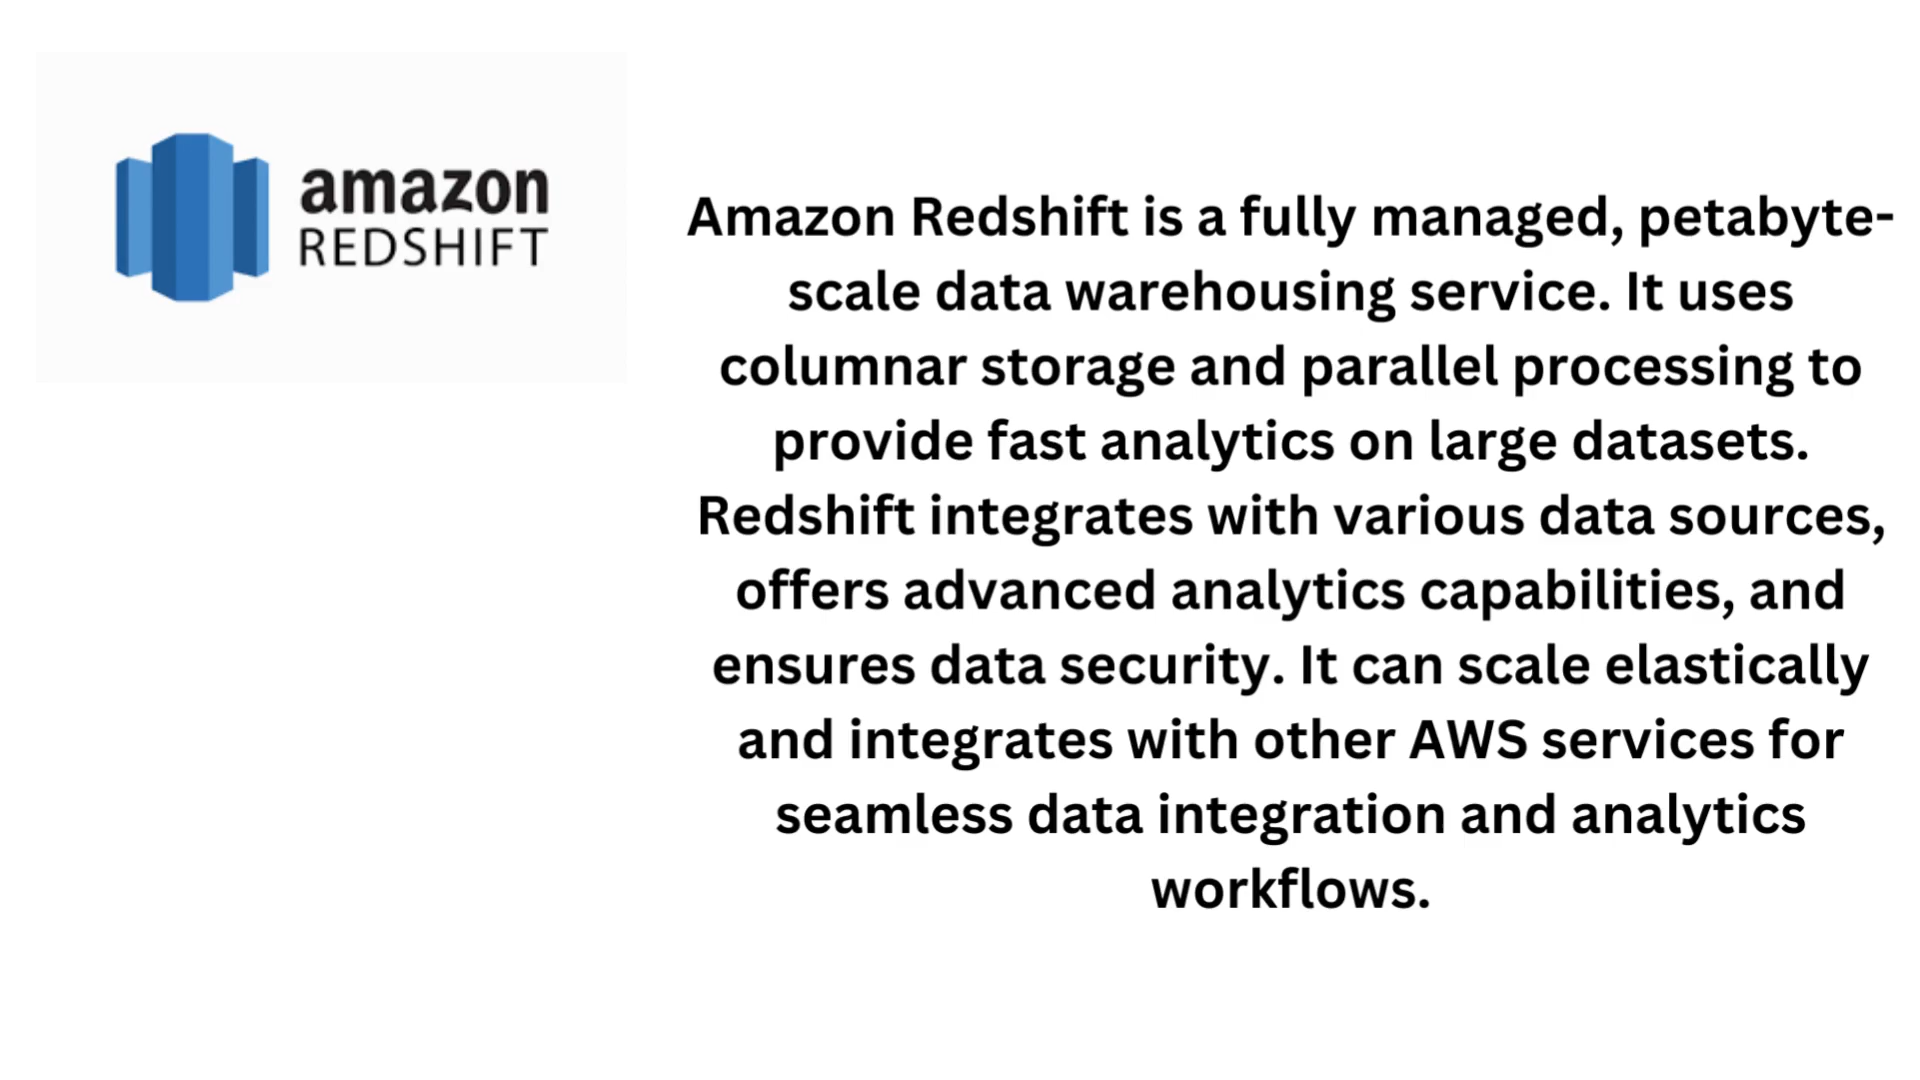 amazon
REDSHIFT
Amazon Redshift is a fully managed, petabyte-
scale data warehousing service. It uses
columnar storage and parallel processing to
provide fast analytics on large datasets.
Redshift integrates with various data sources,
offers advanced analytics capabilities, and
ensures data security. It can scale elastically
and integrates with other AWS services for
seamless data integration and analytics
workflows.